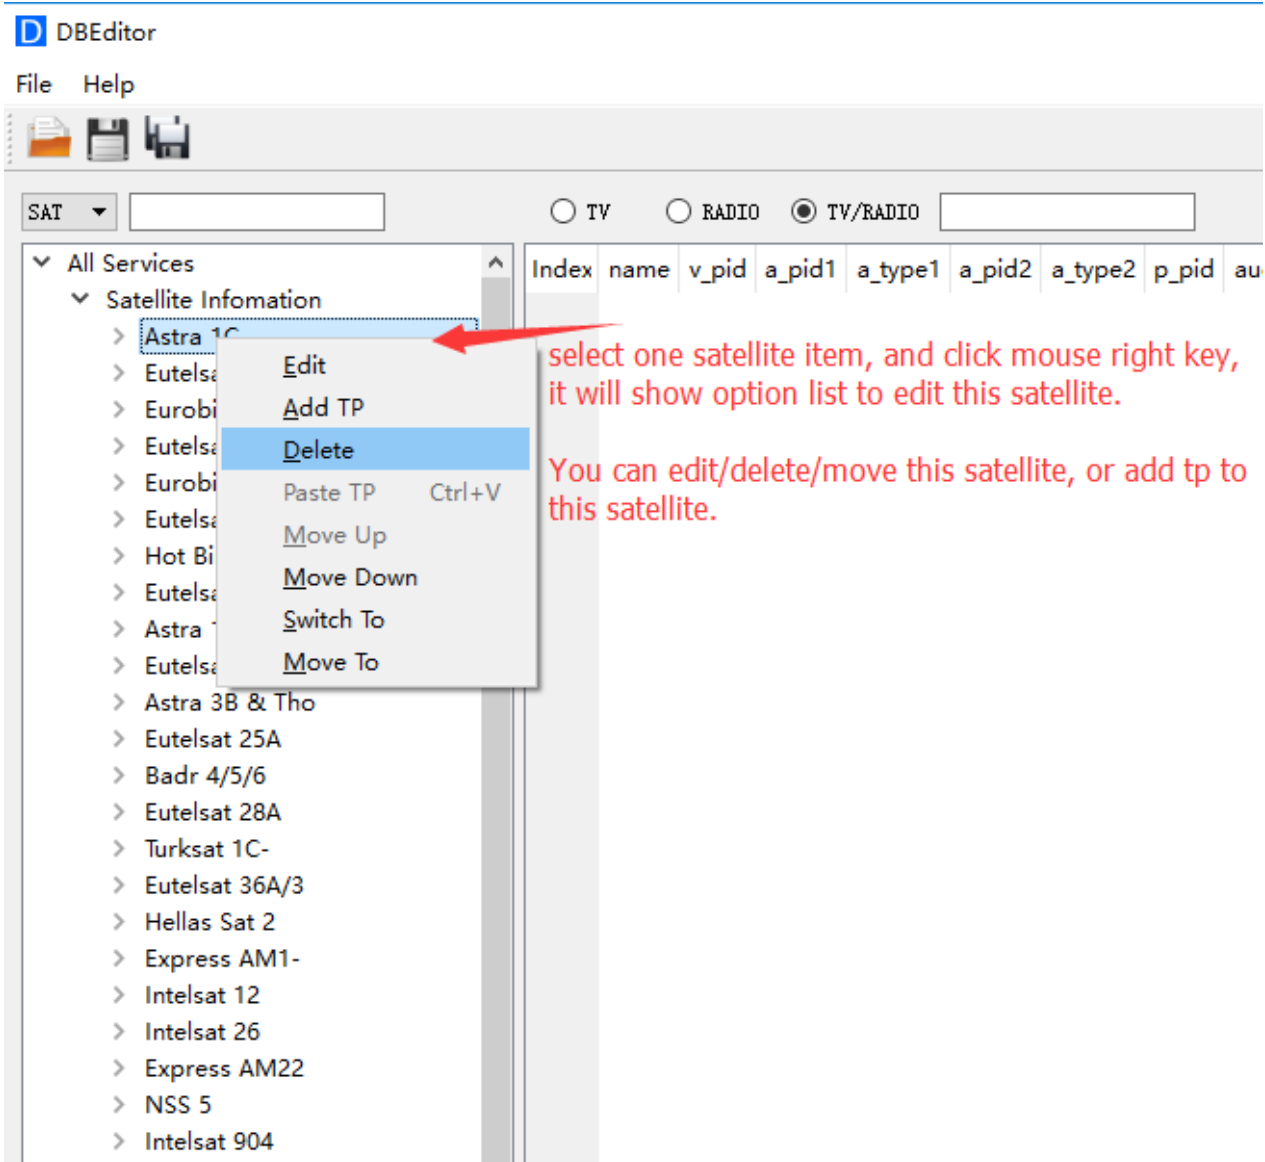 DBEditor
File Help
SAT
TV RADIO TV/RADIO
All Services
Satellite Infomation
Index name v_pid a_pid1 a_type1 a_pid2 a_type2 p_pid
Astra 1C
Edit
Add TP
Delete
Paste TP Ctrl+V
Move Up
Move Down
Switch To
Move To
select one satellite item, and click mouse right key,
it will show option list to edit this satellite.
You can edit/delete/move this satellite, or add tp to
this satellite.
Astra
Astra 3B & Tho
Eutelsat 25A
Badr 4/5/6
Eutelsat 28A
Turksat 1C-
Eutelsat 36A/3
Hellas Sat 2
Express AM1-
Intelsat 12
Intelsat 26
Express AM22
NSS 5
Intelsat 904